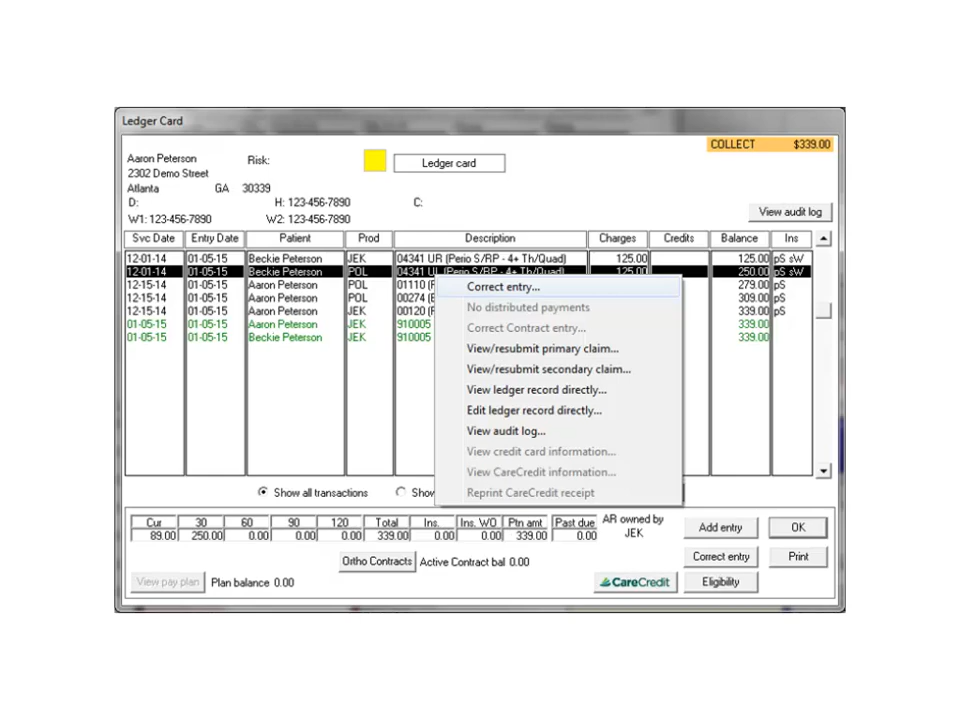 Ledger Card
COLLECT $339.00
Aaron Peterson Risk: Ledger card
2302 Demo Street
Atlanta GA 30339
D: H: 123-456-7890 C:
W1: 123-456-7890 W2: 123-456-7890
View audit log
Svc Date Entry Date Patient Prod Description Charges Credits Balance Ins
12-01-14 01-05-15 Beckie Peterson JEK 04341 UR (Perio S/RP - 4+ Th/Quad) 125.00 125.00 pS sW
12-01-14 01-05-15 Beckie Peterson POL 04341 UL (Perio S/RP - 4+ Th/Quad) 125.00 250.00 pS sW
12-15-14 01-05-15 Aaron Peterson POL 01110 279.00 pS
12-15-14 01-05-15 Aaron Peterson POL 00274 309.00 pS
12-15-14 01-05-15 Aaron Peterson JEK 00120 339.00 pS
01-05-15 01-05-15 Aaron Peterson JEK 910005 339.00
01-05-15 01-05-15 Beckie Peterson JEK 910005 339.00
Correct entry...
No distributed payments
Correct Contract entry...
View/resubmit primary claim...
View/resubmit secondary claim...
View ledger record directly...
Edit ledger record directly...
View audit log...
View credit card information...
View CareCredit information...
Reprint CareCredit receipt
Show all transactions Show
Cur 30 60 90 120 Total Ins. Ins. WO Ptn amt Past due
89.00 250.00 0.00 0.00 0.00 339.00 0.00 0.00 339.00 0.00
AR owned by
JEK
Add entry OK
Ortho Contracts Active Contract bal 0.00
Correct entry Print
View pay plan Plan balance 0.00
CareCredit Eligibility